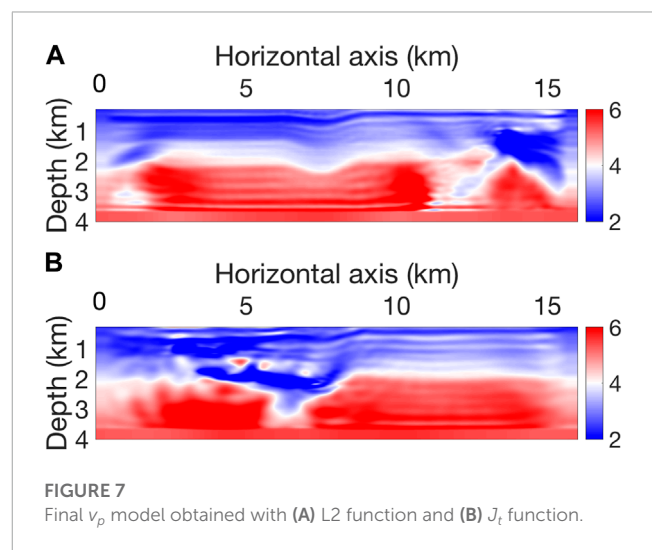 A
Horizontal axis (km)
0 5 10 15
Depth (km)
1
2
3
4
6
4
2
B
Horizontal axis (km)
0 5 10 15
Depth (km)
1
2
3
4
6
4
2
FIGURE 7
Final vₚ model obtained with (A) L2 function and (B) Jₜ function.